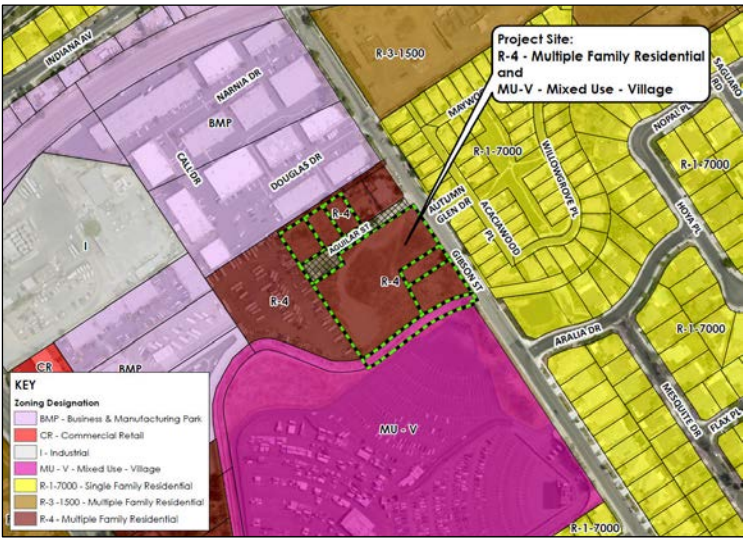 INDIANA AV
NARNIA DR
BMP
CALL DR
DOUGLAS DR
R-3-1500
Project Site:
R-4 - Multiple Family Residential
and
MU-V - Mixed Use - Village
SAGUARO
RD
NOPAL PL
MAYWO
R-1-7000
WILLOWGROVE PL
R-1-7000
HOYA PL
AUTUMN
GLEN DR
ACACIAWOOD
PL
GIBSON ST
I
R-4
AGUILAR ST
R-4
R-4
ARALIA DR
R-1-7000
MESQUITE DR
FLAX PL
CR
BMP
MU - V
R-1-7000
KEY
Zoning Designation
BMP - Business & Manufacturing Park
CR - Commercial Retail
I - Industrial
MU - V - Mixed Use - Village
R-1-7000 - Single Family Residential
R-3 -1500 - Multiple Family Residential
R-4 - Multiple Family Residential